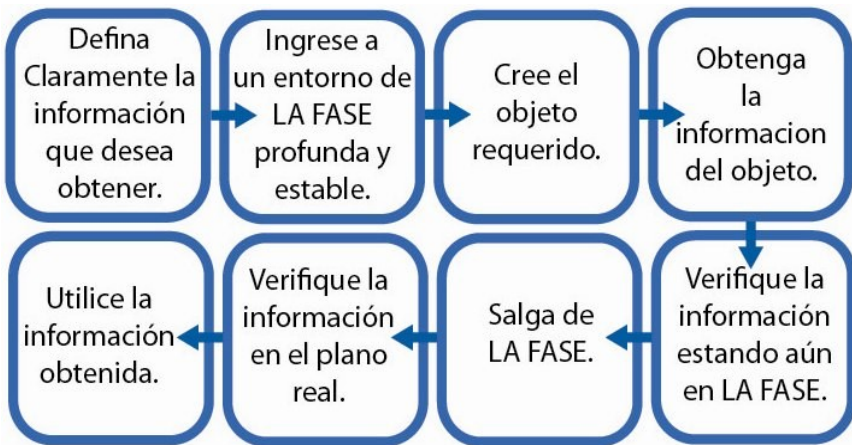 Defina
Claramente la
información
que desea
obtener.
Ingrese a
un entorno de
LA FASE
profunda y
estable.
Cree el
objeto
requerido.
Obtenga
la
informacion
del objeto.
Verifique la
información
estando aún
en LA FASE.
Salga de
LA FASE.
Verifique la
información
en el plano
real.
Utilice la
información
obtenida.